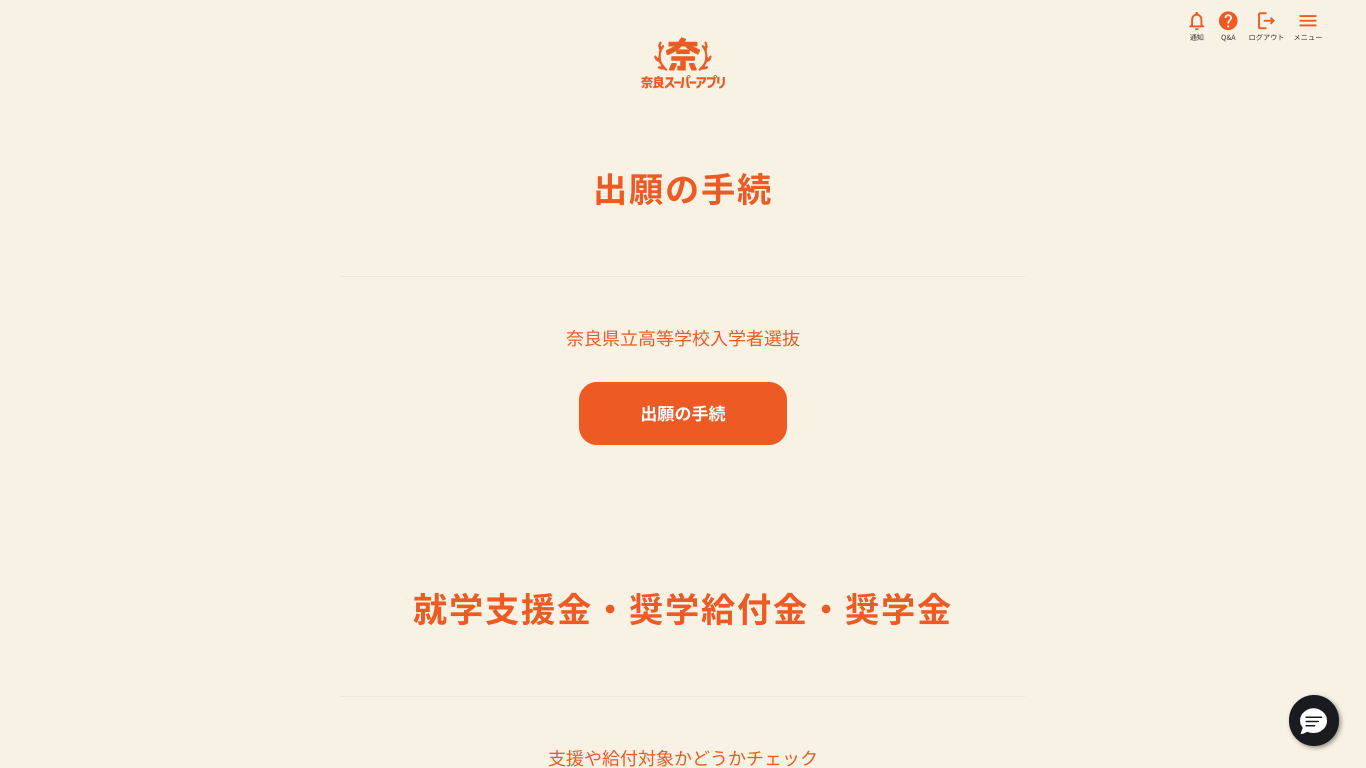 通知
Q&A
ログアウト
メニュー
奈
奈良スーパーアプリ
出願の手続
奈良県立高等学校入学者選抜
出願の手続
就学支援金・奨学給付金・奨学金
支援や給付対象かどうかチェック